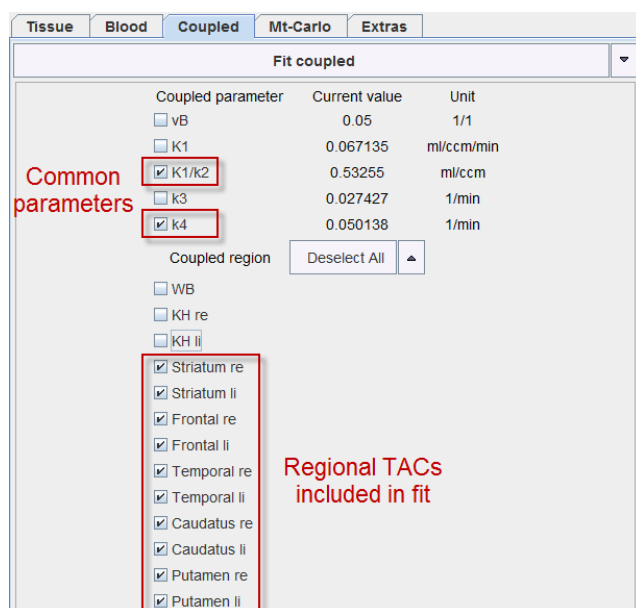 Tissue Blood Coupled Mt-Carlo Extras
Fit coupled
Coupled parameter Current value Unit
vB 0.05 1/1
K1 0.067135 ml/ccm/min
K1/k2 0.53255 ml/ccm
k3 0.027427 1/min
k4 0.050138 1/min
Common
parameters
Coupled region Deselect All
WB
KH re
KH li
Striatum re
Striatum li
Frontal re
Frontal li
Temporal re
Temporal li
Caudatus re
Caudatus li
Putamen re
Putamen li
Regional TACs
included in fit